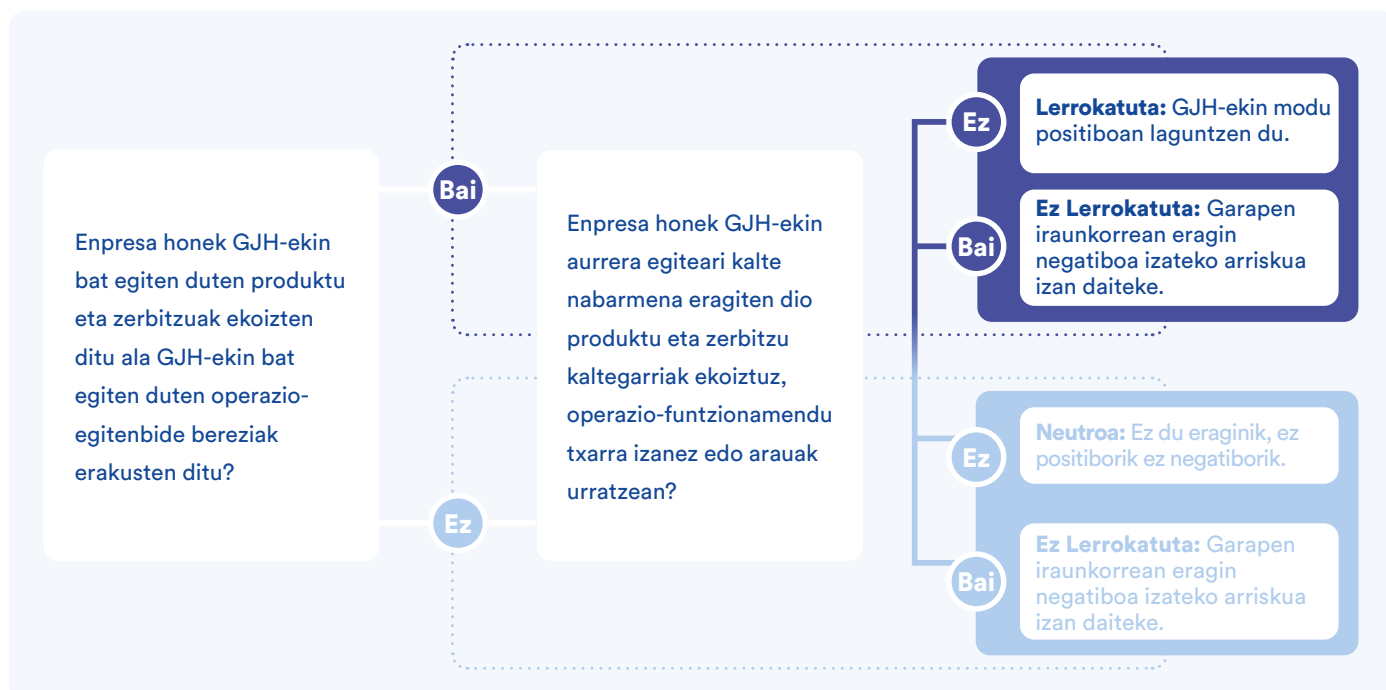 Enpresa honek GJH-ekin
bat egiten duten produktu
eta zerbitzuak ekoizten
ditu ala GJH-ekin bat
egiten duten operazio-
egitenbide bereziak
erakusten ditu?
Bai
Ez
Enpresa honek GJH-ekin
aurrera egiteari kalte
nabarmena eragiten dio
produktu eta zerbitzu
kaltegarriak ekoiztuz,
operazio-funtzionamendu
txarra izanez edo arauak
urratzean?
Ez
Lerrokatuta: GJH-ekin modu
positiboan laguntzen du.
Bai
Ez Lerrokatuta: Garapen
iraunkorrean eragin
negatiboa izateko arriskua
izan daiteke.
Ez
Neutroa: Ez du eraginik, ez
positiborik ez negatiborik.
Bai
Ez Lerrokatuta: Garapen
iraunkorrean eragin
negatiboa izateko arriskua
izan daiteke.